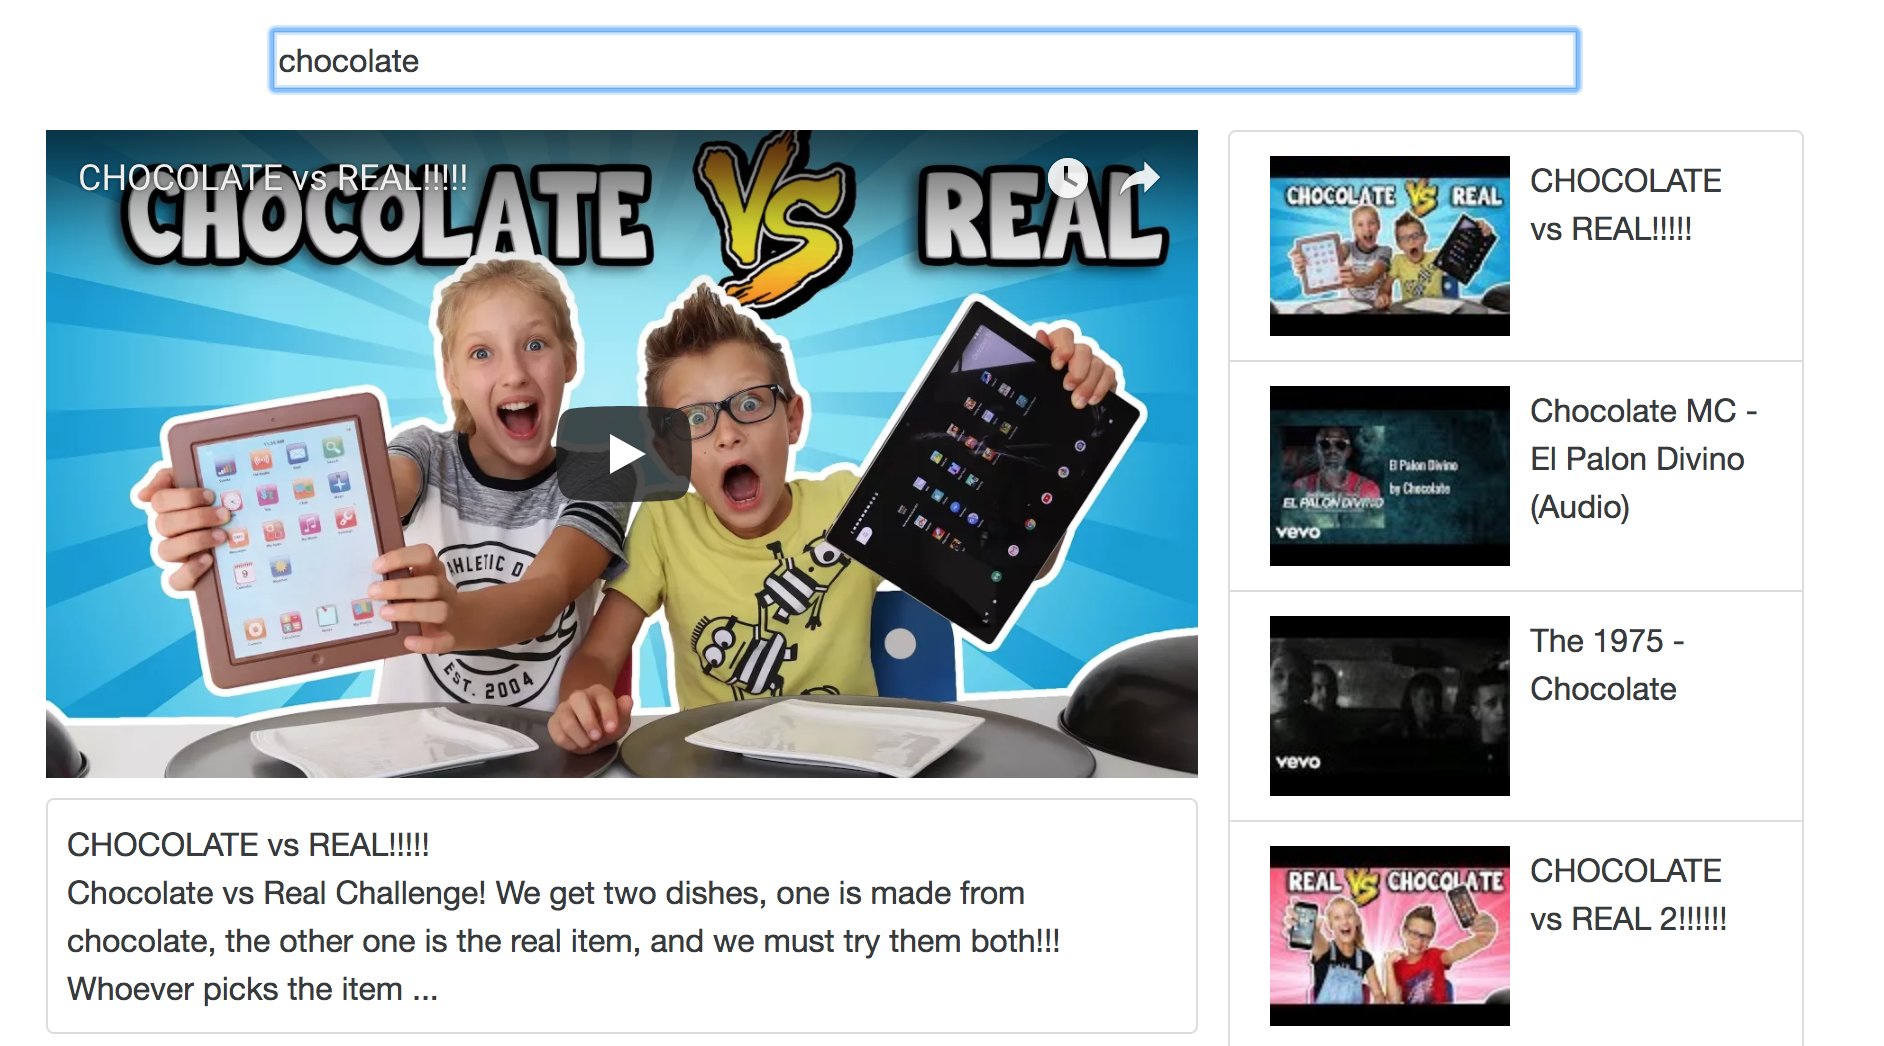 chocolate
CHOCOLATE vs REAL!!!!!
CHOCOLATE VS REAL
ATHLETIC D
EST. 2004
CHOCOLATE vs REAL!!!!!
Chocolate vs Real Challenge! We get two dishes, one is made from
chocolate, the other one is the real item, and we must try them both!!!
Whoever picks the item ...
CHOCOLATE VS REAL
CHOCOLATE
vs REAL!!!!!
El Palon Divino
by Chocolate
EL PALON DIVINO
vevo
Chocolate MC -
El Palon Divino
(Audio)
vevo
The 1975 -
Chocolate
REAL VS CHOCOLATE
CHOCOLATE
vs REAL 2!!!!!!